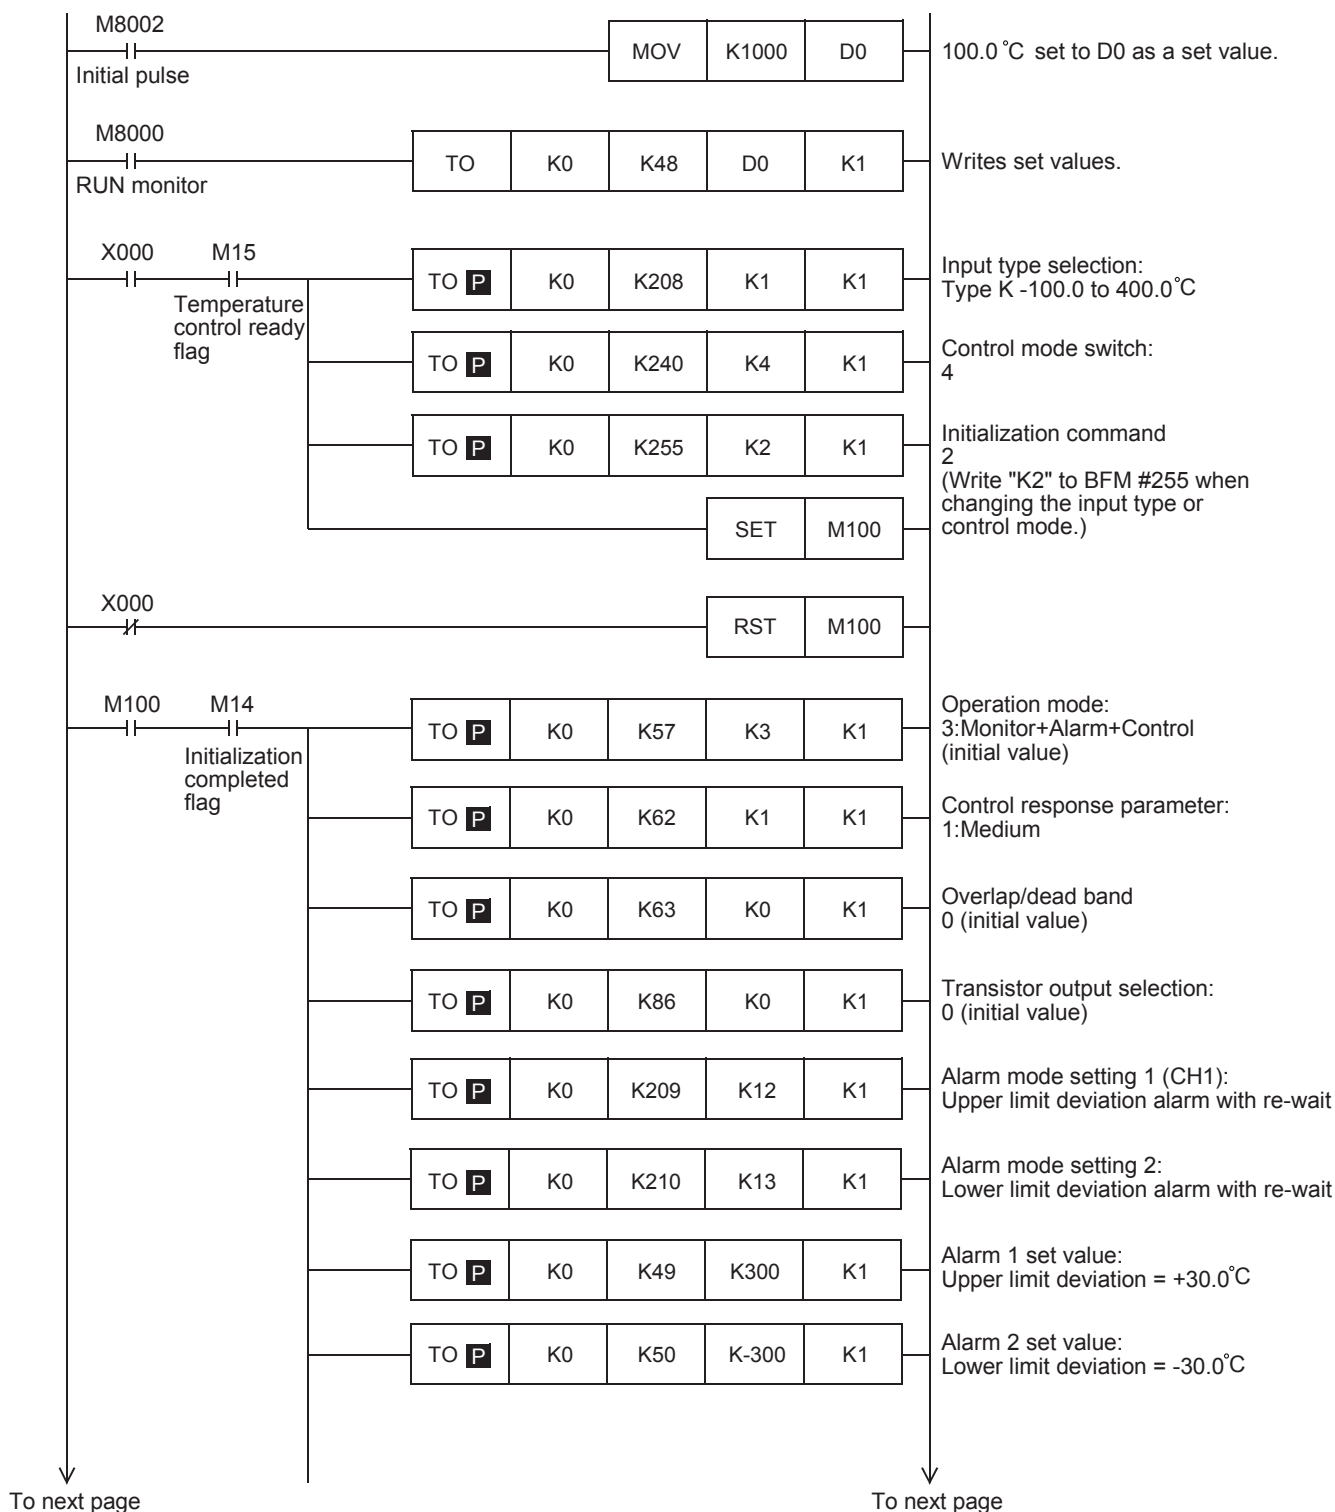 M8002
Initial pulse
MOV K1000 D0
100.0°C set to D0 as a set value.
M8000
RUN monitor
TO K0 K48 D0 K1
Writes set values.
X000 M15
Temperature
control ready
flag
TO P K0 K208 K1 K1
Input type selection:
Type K -100.0 to 400.0°C
TO P K0 K240 K4 K1
Control mode switch:
4
TO P K0 K255 K2 K1
Initialization command
2
(Write "K2" to BFM #255 when
changing the input type or
control mode.)
SET M100
X000
RST M100
M100 M14
Initialization
completed
flag
TO P K0 K57 K3 K1
Operation mode:
3:Monitor+Alarm+Control
(initial value)
TO P K0 K62 K1 K1
Control response parameter:
1:Medium
TO P K0 K63 K0 K1
Overlap/dead band
0 (initial value)
TO P K0 K86 K0 K1
Transistor output selection:
0 (initial value)
TO P K0 K209 K12 K1
Alarm mode setting 1 (CH1):
Upper limit deviation alarm with re-wait
TO P K0 K210 K13 K1
Alarm mode setting 2:
Lower limit deviation alarm with re-wait
TO P K0 K49 K300 K1
Alarm 1 set value:
Upper limit deviation = +30.0°C
TO P K0 K50 K-300 K1
Alarm 2 set value:
Lower limit deviation = -30.0°C
To next page
To next page